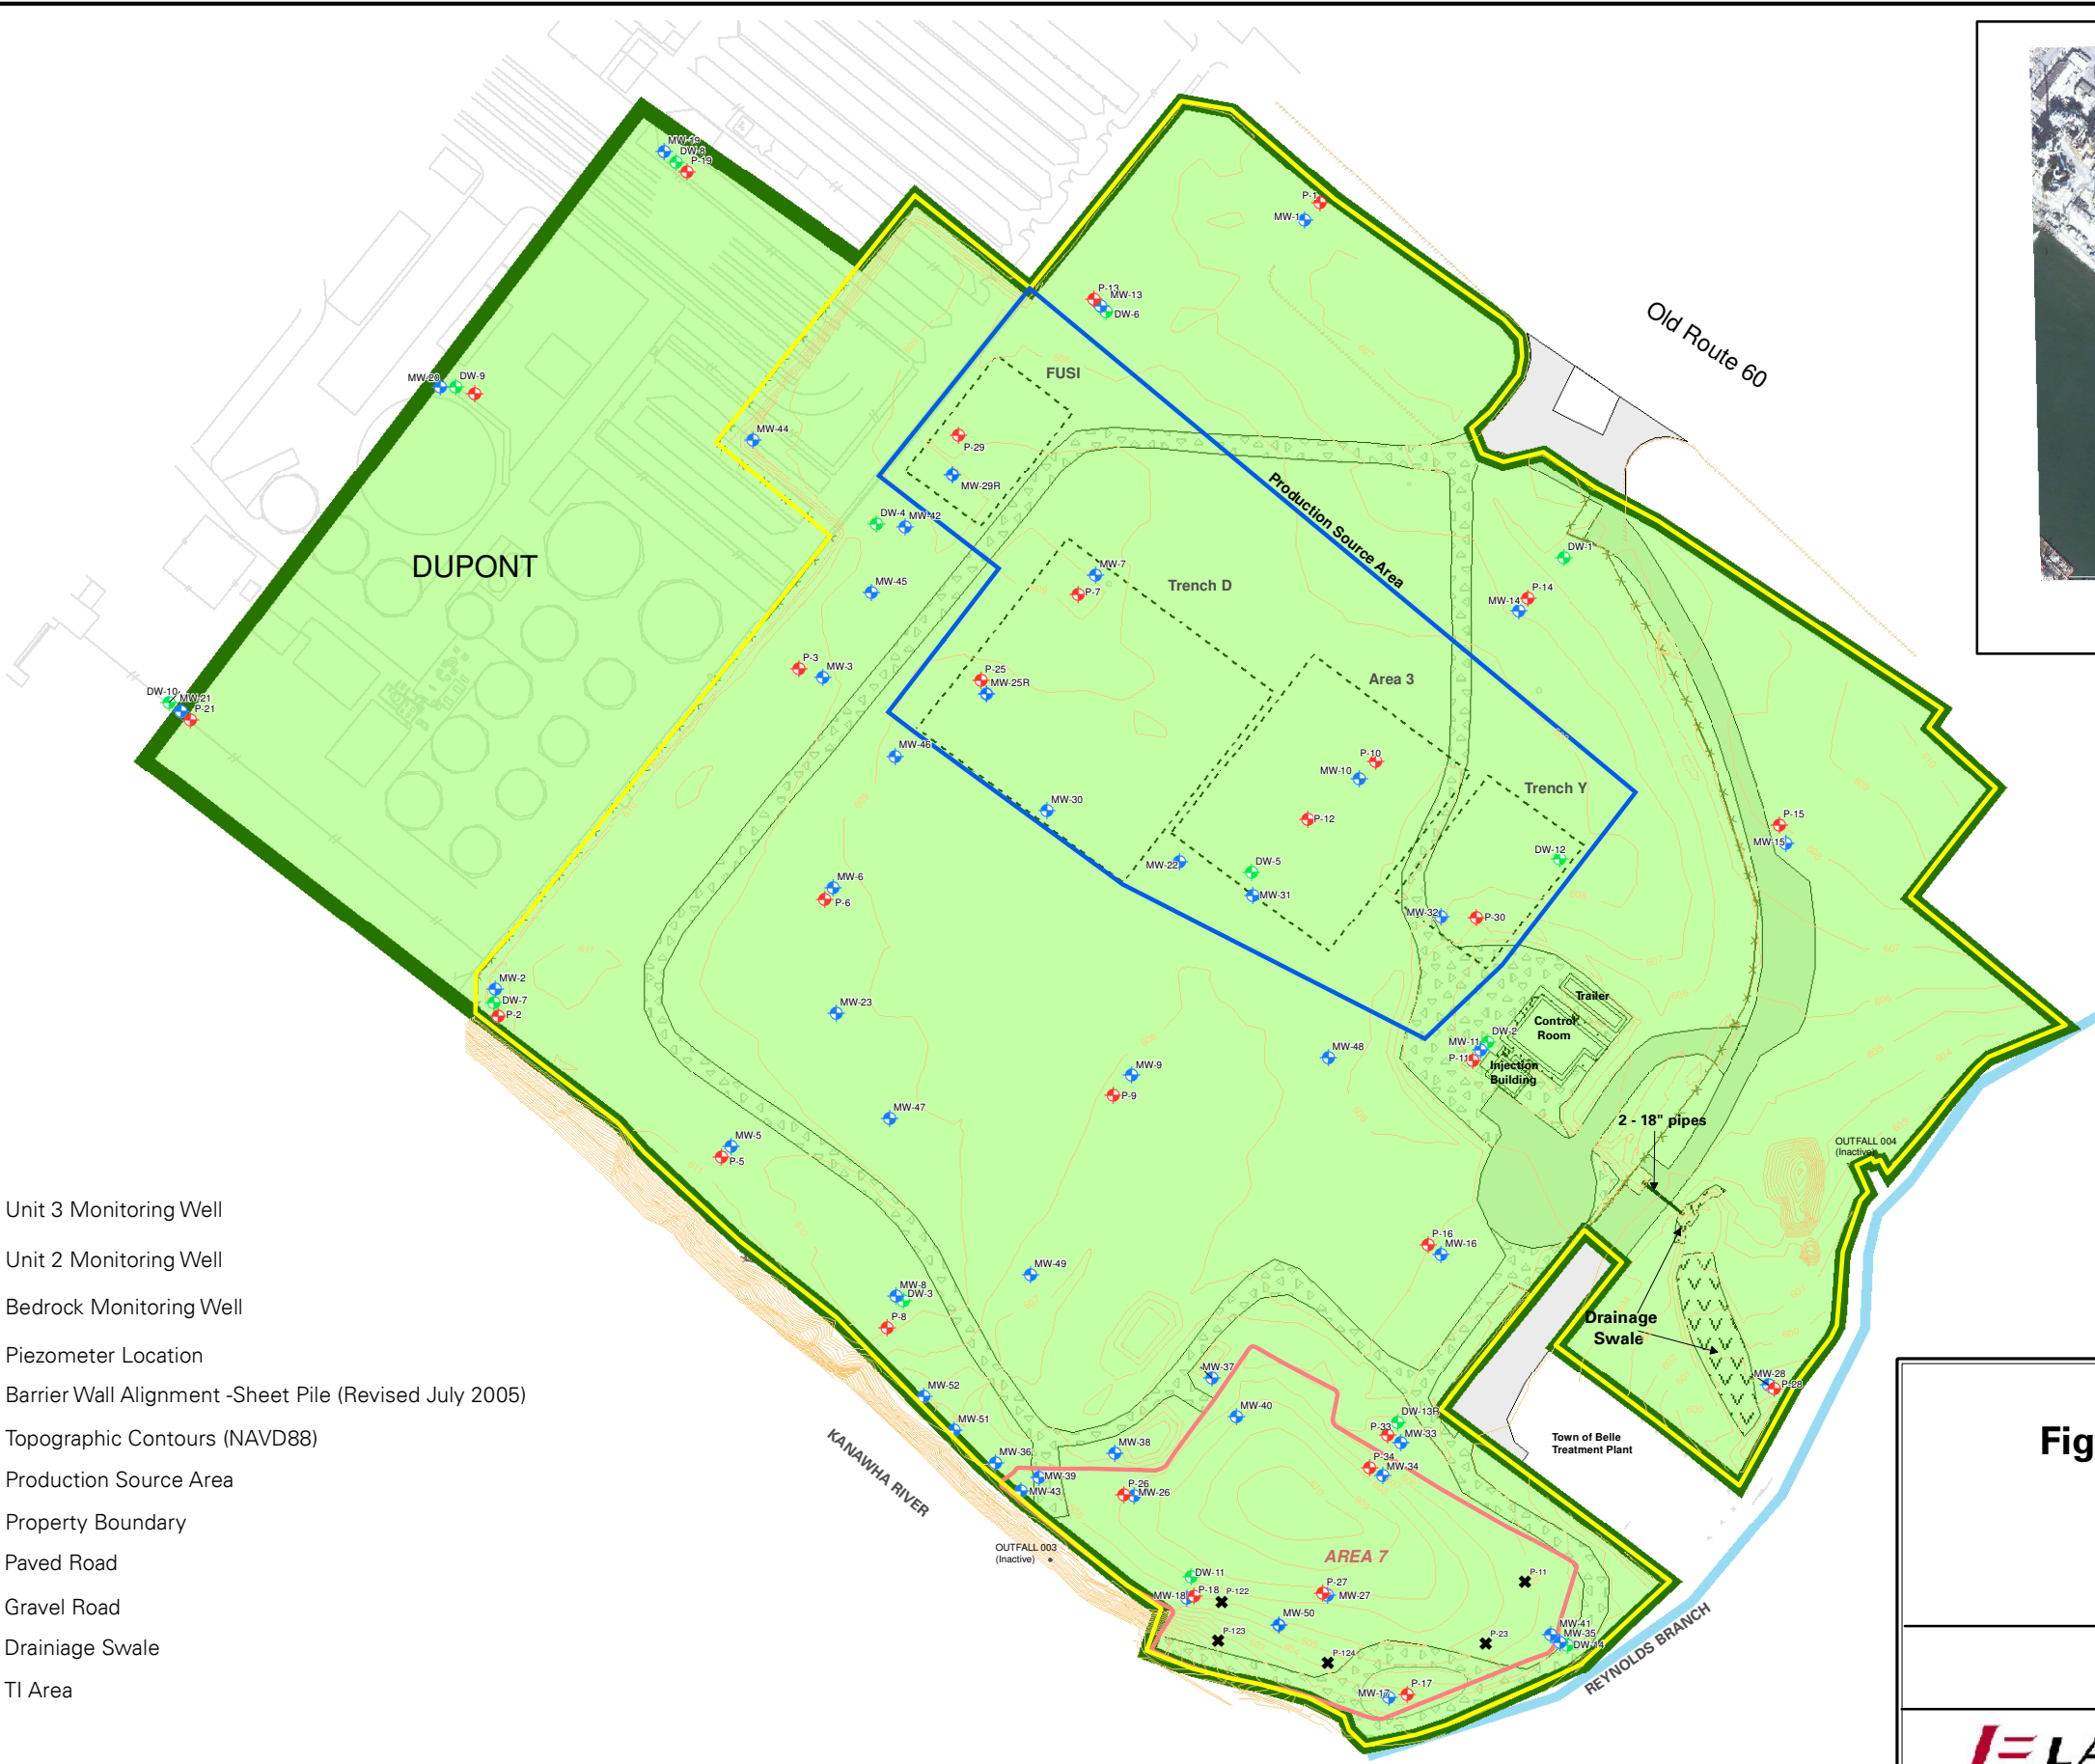 MW-19
DW-8
P-19
P-1
MW-1
P-13
MW-13
DW-6
Old Route 60
FUSI
MW-20
DW-9
MW-44
P-29
MW-29R
Production Source Area
DW-4
MW-42
DUPONT
MW-7
P-7
Trench D
MW-45
DW-1
P-14
MW-14
P-3
MW-3
P-25
MW-25R
Area 3
DW-10
MW-21
P-21
MW-46
P-10
MW-10
Trench Y
MW-30
P-12
P-15
MW-15
MW-22
DW-5
DW-12
MW-6
P-6
MW-31
MW-32
P-30
MW-2
DW-7
P-2
MW-23
Trailer
Control
Room
DW-2
MW-11
P-11
MW-48
Injection
Building
MW-9
P-9
MW-47
2 - 18" pipes
MW-5
P-5
OUTFALL 004
(Inactive)
Unit 3 Monitoring Well
Unit 2 Monitoring Well
Bedrock Monitoring Well
Piezometer Location
Barrier Wall Alignment -Sheet Pile (Revised July 2005)
Topographic Contours (NAVD88)
Production Source Area
Property Boundary
Paved Road
Gravel Road
Drainiage Swale
TI Area
P-16
MW-16
MW-49
MW-8
DW-3
P-8
Drainage
Swale
MW-37
MW-28
P-28
MW-52
MW-40
DW-13R
P-33
MW-33
MW-51
Town of Belle
Treatment Plant
Fig
MW-38
MW-36
P-34
MW-34
MW-39
MW-43
P-26
MW-26
KANAWHA RIVER
OUTFALL 003
(Inactive)
AREA 7
DW-11
P-11
MW-18
P-18
P-122
P-27
MW-27
MW-50
P-123
P-23
P-124
MW-41
MW-35
DW-14
REYNOLDS BRANCH
MW-17
P-17
LA